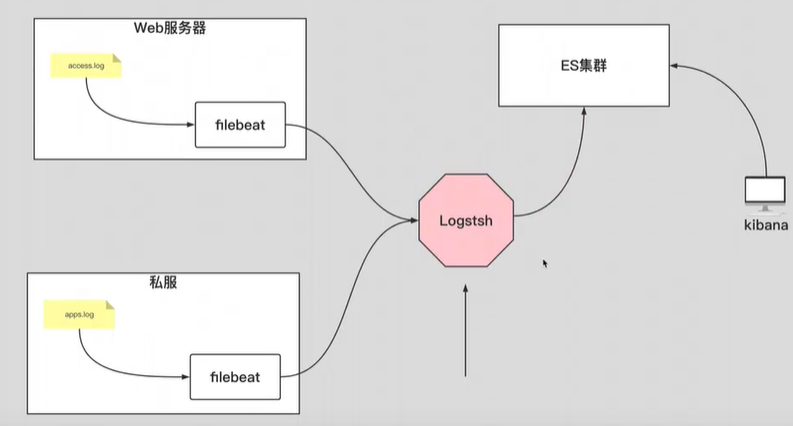 Web服务器
access.log
filebeat
ES集群
Logstsh
kibana
私服
apps.log
filebeat